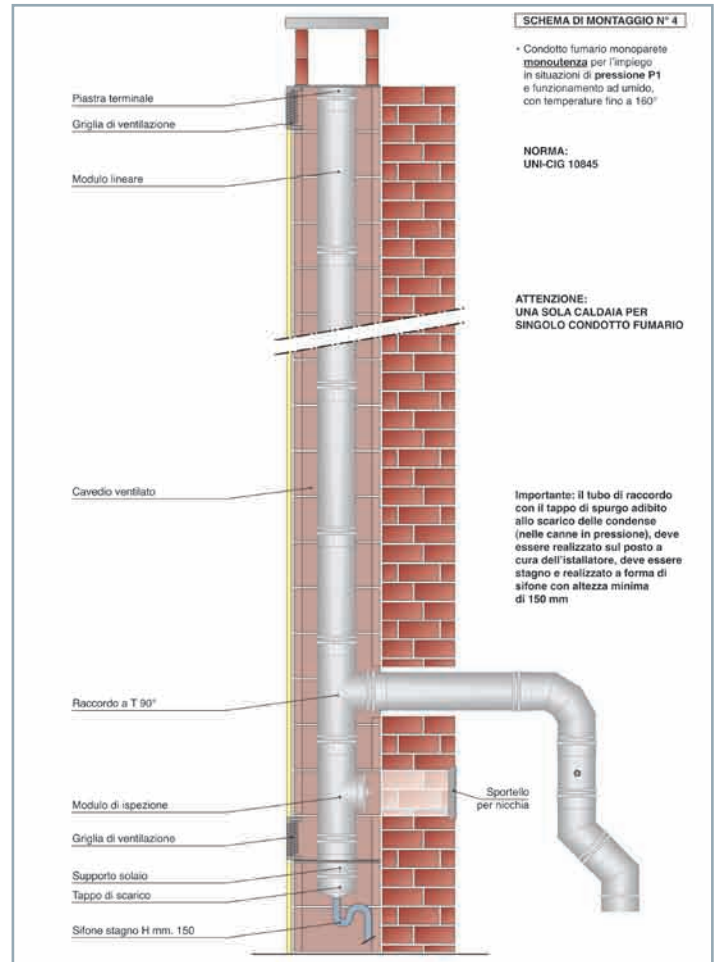 SCHEMA DI MONTAGGIO N° 4
• Condotto fumario monoparete
monoutenza per l'impiego
in situazioni di pressione P1
e funzionamento ad umido,
con temperature fino a 160°
NORMA:
UNI-CIG 10845
ATTENZIONE:
UNA SOLA CALDAIA PER
SINGOLO CONDOTTO FUMARIO
Importante: il tubo di raccordo
con il tappo di spurgo adibito
allo scarico delle condense
(nelle canne in pressione), deve
essere realizzato sul posto a
cura dell'istallatore, deve essere
stagno e realizzato a forma di
sifone con altezza minima
di 150 mm
Piastra terminale
Griglia di ventilazione
Modulo lineare
Cavedio ventilato
Raccordo a T 90°
Modulo di ispezione
Sportello
per nicchia
Griglia di ventilazione
Supporto solaio
Tappo di scarico
Sifone stagno H mm. 150